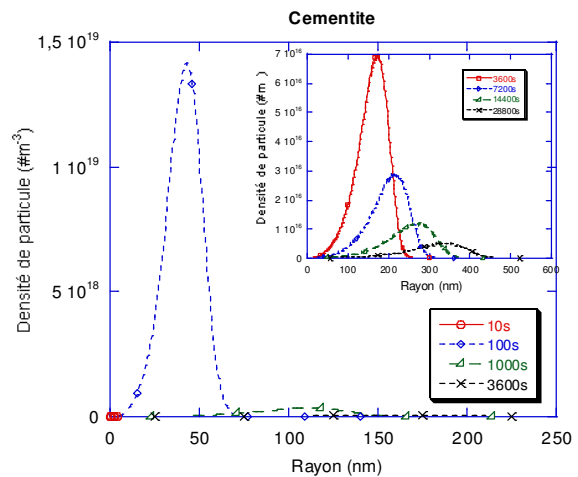 Cementite
1,5 10^19
1 10^19
5 10^18
0
Densité de particule (#m^-3)
0 50 100 150 200 250
Rayon (nm)
10s
100s
1000s
3600s
7 10^16
6 10^16
5 10^16
4 10^16
3 10^16
2 10^16
1 10^16
0
Densité de particule (#m^-)
0 100 200 300 400 500 600
Rayon (nm)
3600s
7200s
14400s
28800s